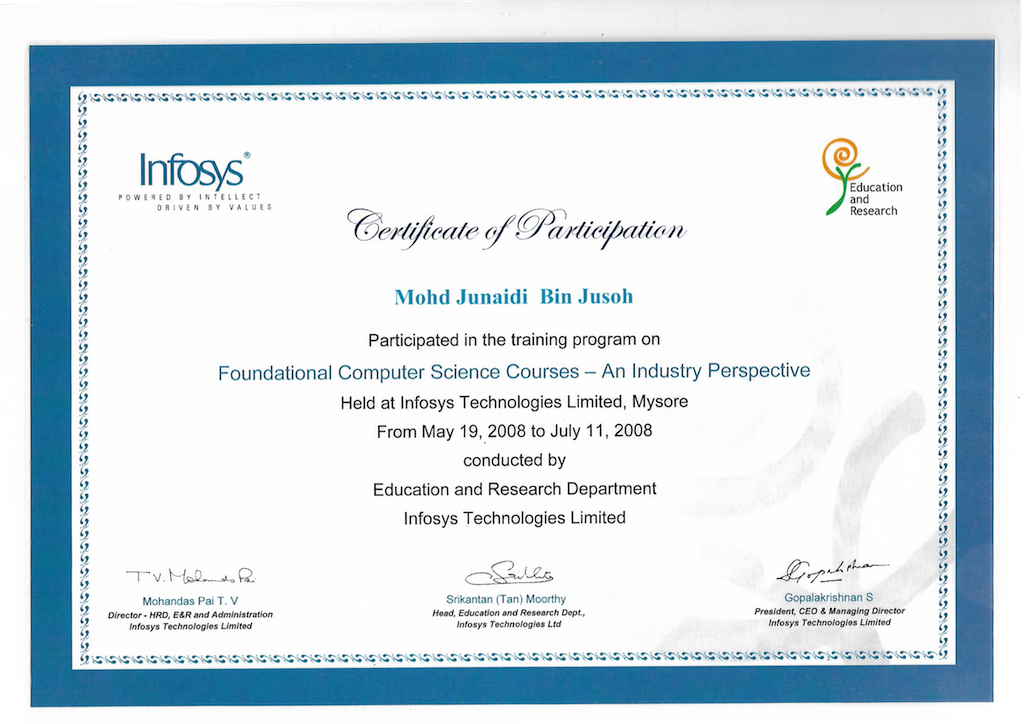 Infosys®
POWERED BY INTELLECT
DRIVEN BY VALUES
Education
and
Research
Certificate of Participation
Mohd Junaidi Bin Jusoh
Participated in the training program on
Foundational Computer Science Courses – An Industry Perspective
Held at Infosys Technologies Limited, Mysore
From May 19, 2008 to July 11, 2008
conducted by
Education and Research Department
Infosys Technologies Limited
T V. Mohandas Pai
Mohandas Pai T. V
Director - HRD, E&R and Administration
Infosys Technologies Limited
Srikantan (Tan) Moorthy
Head, Education and Research Dept.,
Infosys Technologies Ltd
Gopalakrishnan S
President, CEO & Managing Director
Infosys Technologies Limited